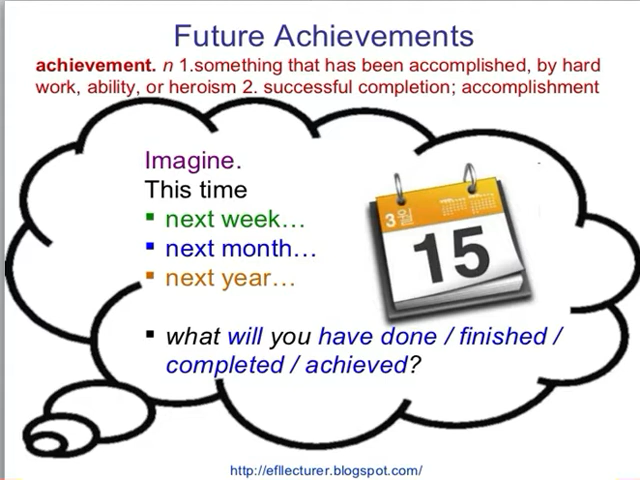 Future Achievements
achievement. n 1.something that has been accomplished, by hard
work, ability, or heroism 2. successful completion; accomplishment
Imagine.
This time
▪ next week…
▪ next month…
▪ next year…
3
15
▪ what will you have done / finished /
completed / achieved?
http://efllecturer.blogspot.com/